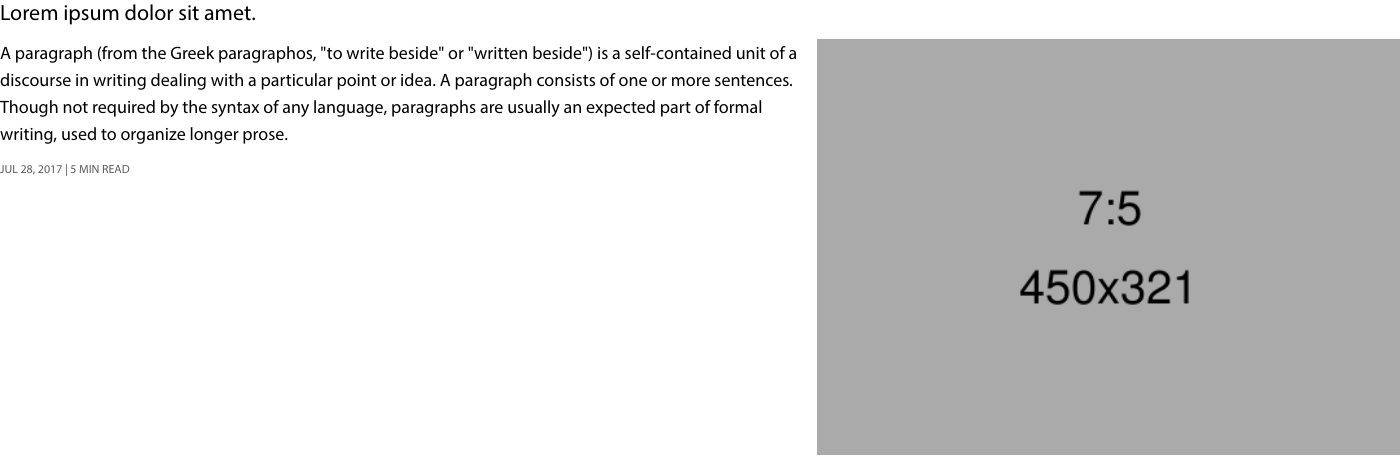 Lorem ipsum dolor sit amet.
A paragraph (from the Greek paragraphos, "to write beside" or "written beside") is a self-contained unit of a
discourse in writing dealing with a particular point or idea. A paragraph consists of one or more sentences.
Though not required by the syntax of any language, paragraphs are usually an expected part of formal
writing, used to organize longer prose.
JUL 28, 2017 | 5 MIN READ
7:5
450x321